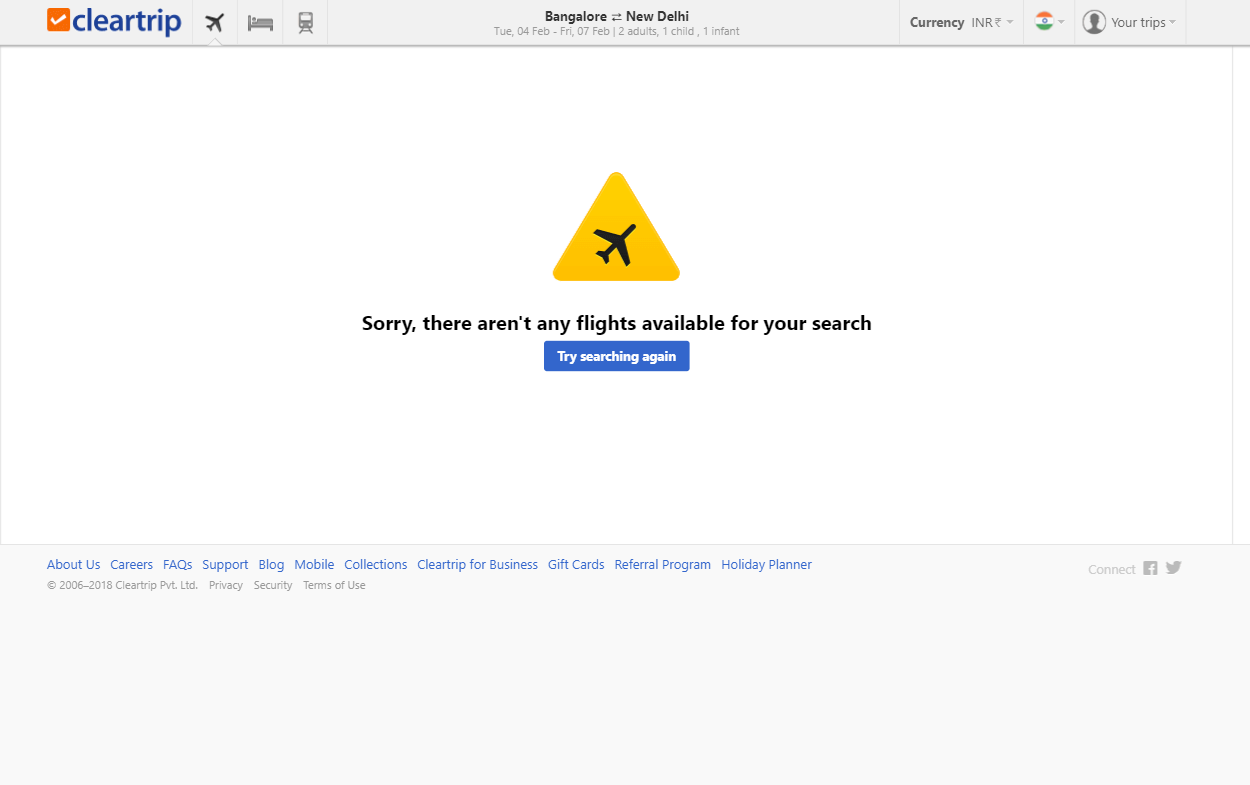 cleartrip
Bangalore ⇄ New Delhi
Tue, 04 Feb - Fri, 07 Feb | 2 adults, 1 child , 1 infant
Currency INR ₹
Your trips
Sorry, there aren't any flights available for your search
Try searching again
About Us Careers FAQs Support Blog Mobile Collections Cleartrip for Business Gift Cards Referral Program Holiday Planner
© 2006–2018 Cleartrip Pvt. Ltd. Privacy Security Terms of Use
Connect